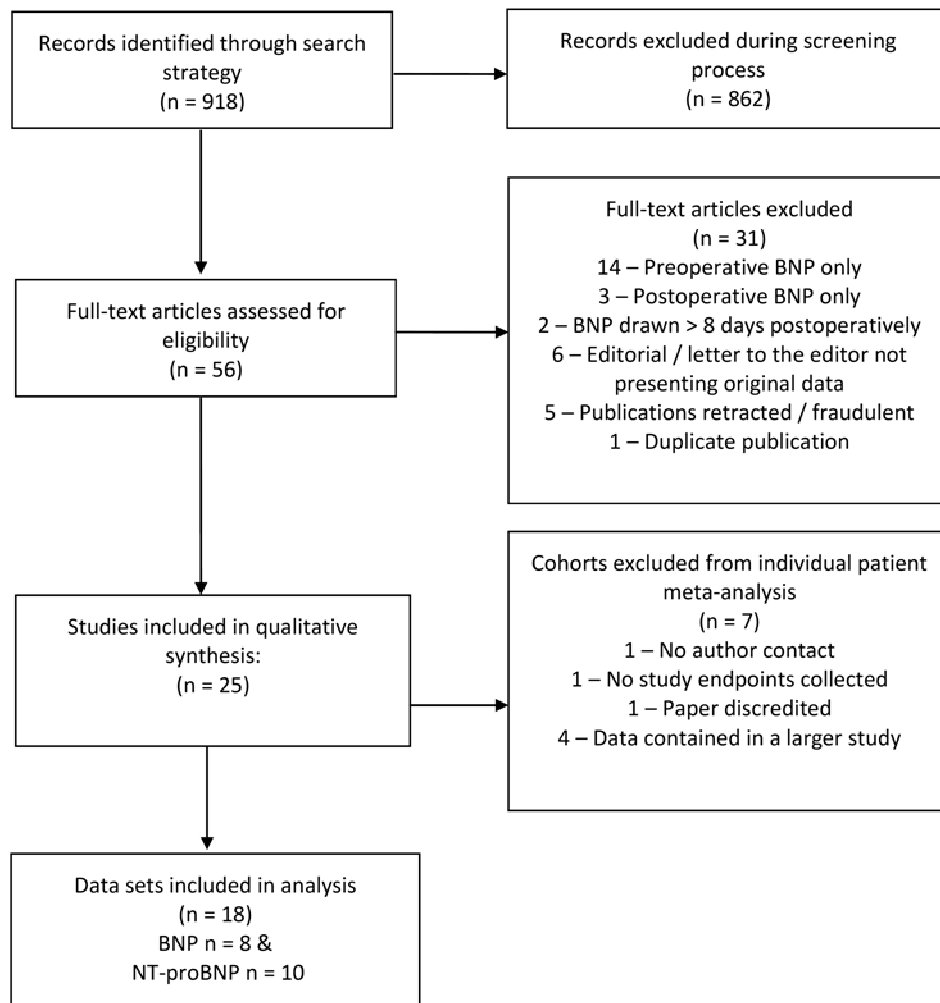 Records identified through search
strategy
(n = 918)
Records excluded during screening
process
(n = 862)
Full-text articles excluded
(n = 31)
14 – Preoperative BNP only
3 – Postoperative BNP only
2 – BNP drawn > 8 days postoperatively
6 – Editorial / letter to the editor not
presenting original data
5 – Publications retracted / fraudulent
1 – Duplicate publication
Full-text articles assessed for
eligibility
(n = 56)
Cohorts excluded from individual patient
meta-analysis
(n = 7)
1 – No author contact
1 – No study endpoints collected
1 – Paper discredited
4 – Data contained in a larger study
Studies included in qualitative
synthesis:
(n = 25)
Data sets included in analysis
(n = 18)
BNP n = 8 &
NT-proBNP n = 10